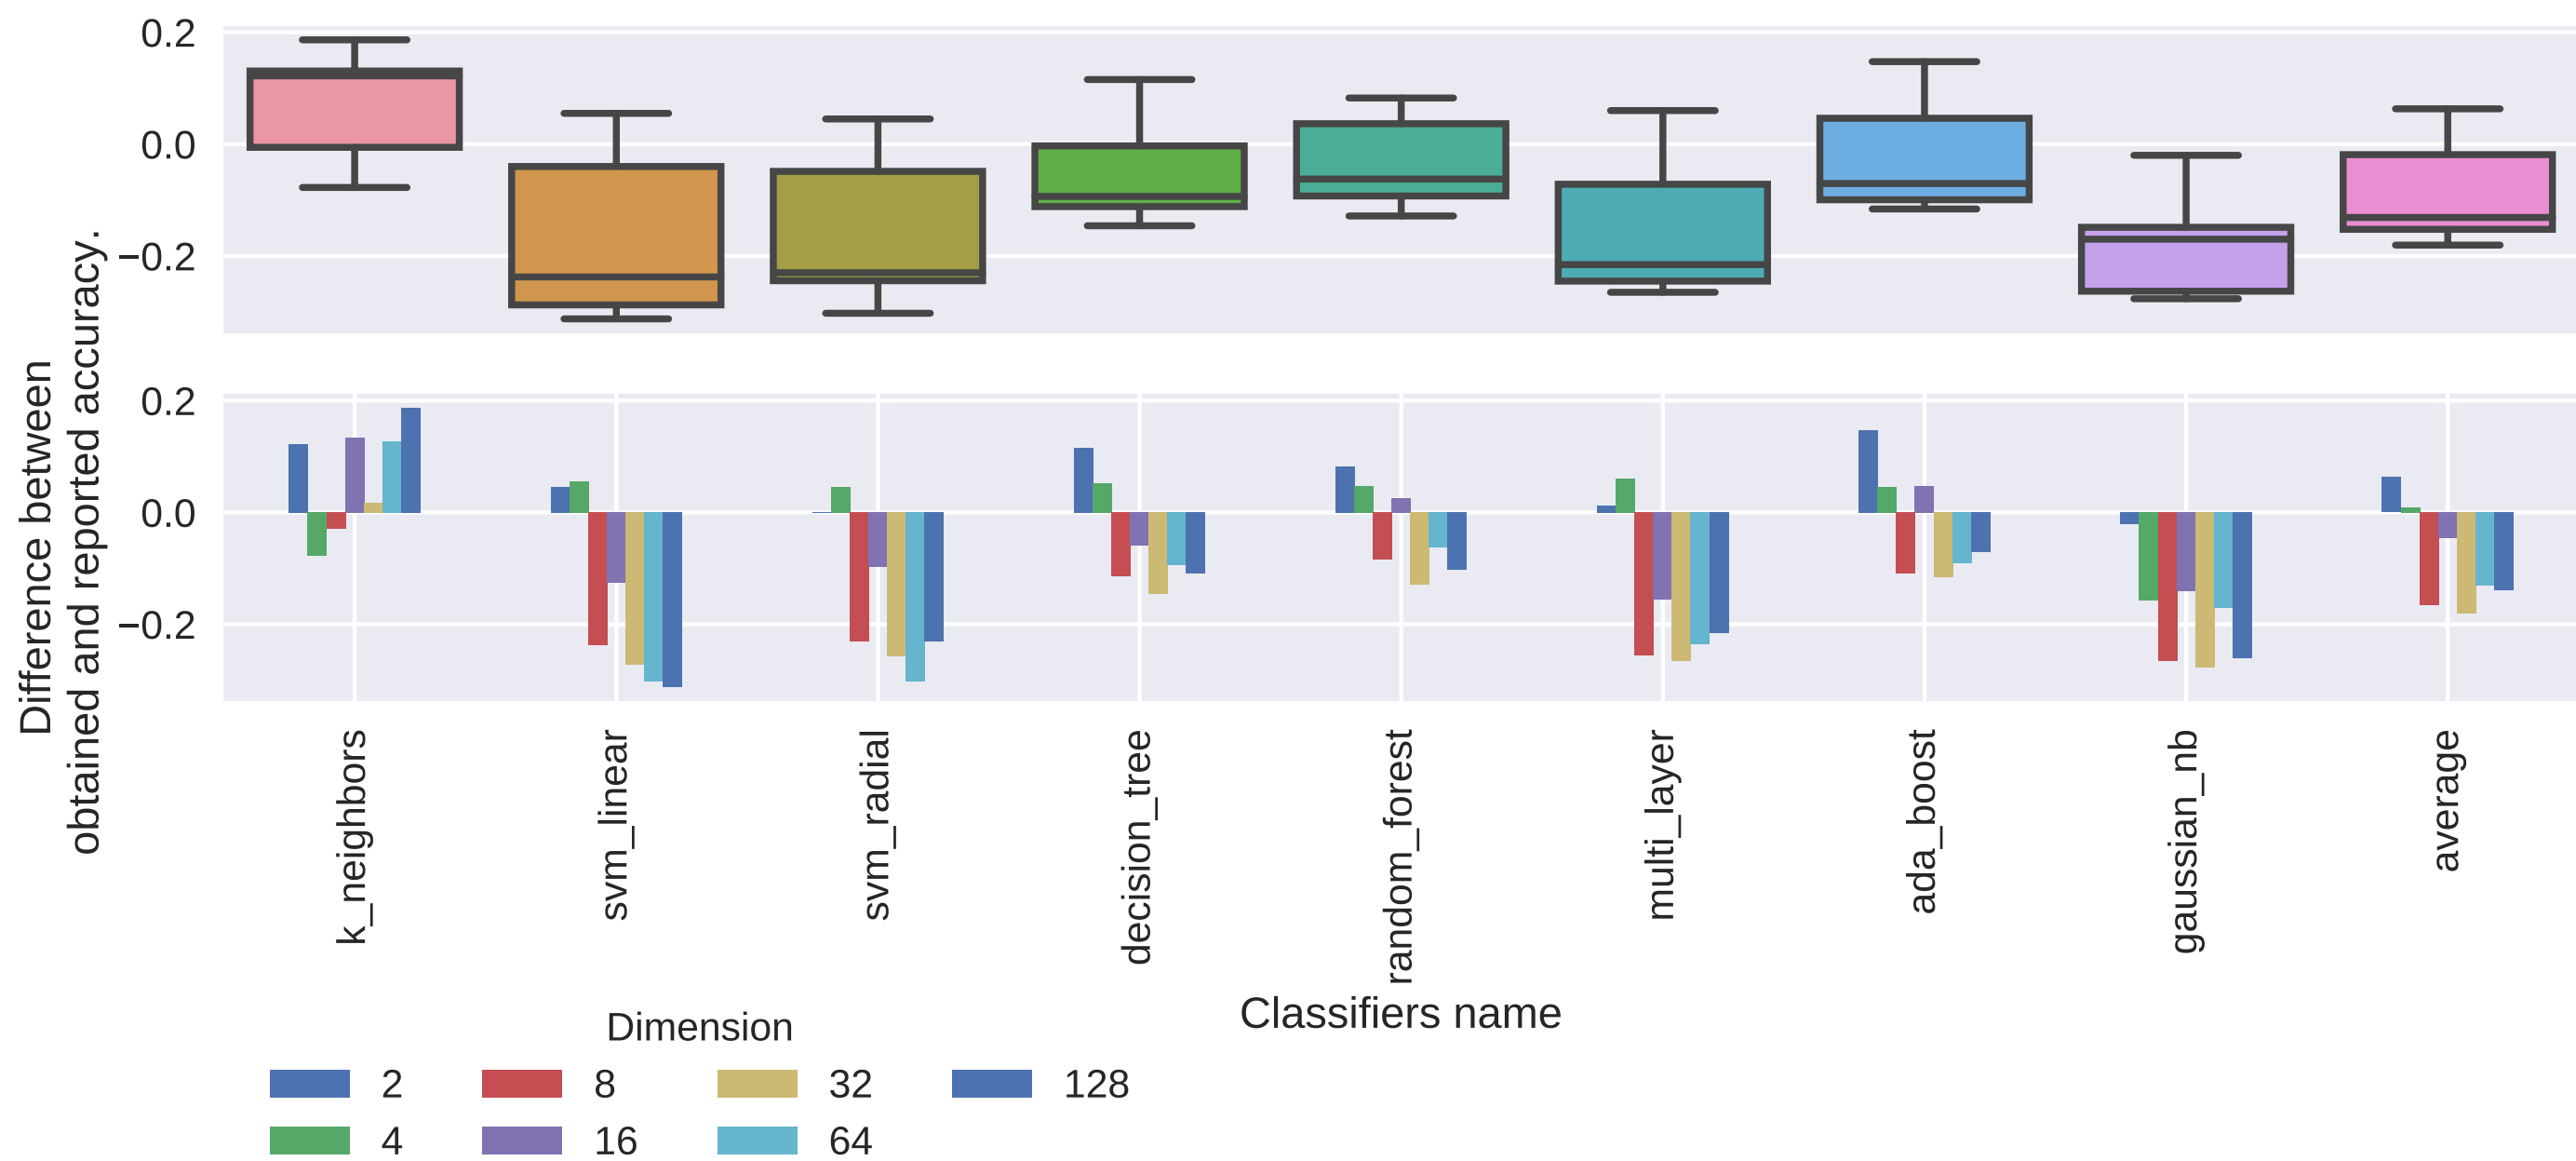 Difference between
obtained and reported accuracy.
0.2
0.0
−0.2
0.2
0.0
−0.2
k_neighbors
svm_linear
svm_radial
decision_tree
random_forest
multi_layer
ada_boost
gaussian_nb
average
Classifiers name
Dimension
2 8 32 128
4 16 64